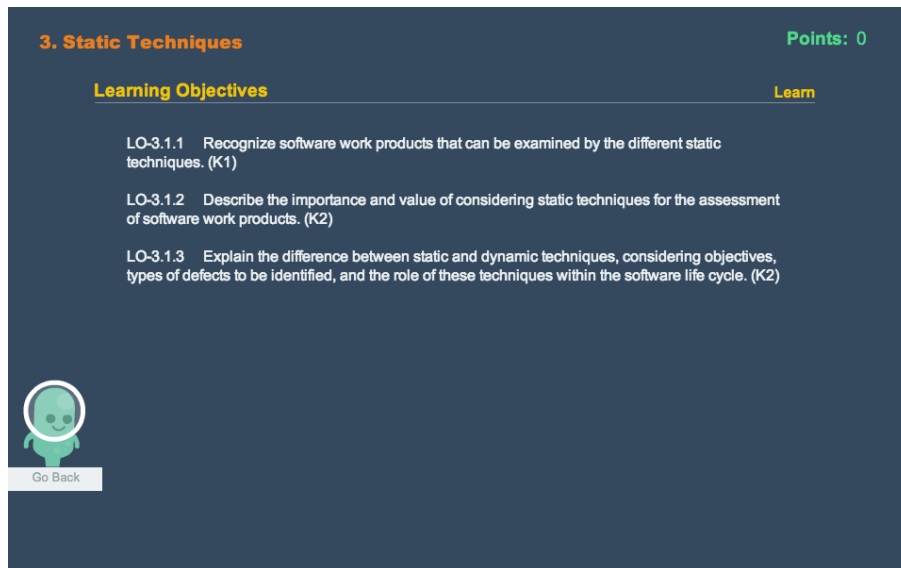 3. Static Techniques
Points: 0
Learning Objectives
Learn
LO-3.1.1 Recognize software work products that can be examined by the different static
techniques. (K1)
LO-3.1.2 Describe the importance and value of considering static techniques for the assessment
of software work products. (K2)
LO-3.1.3 Explain the difference between static and dynamic techniques, considering objectives,
types of defects to be identified, and the role of these techniques within the software life cycle. (K2)
Go Back